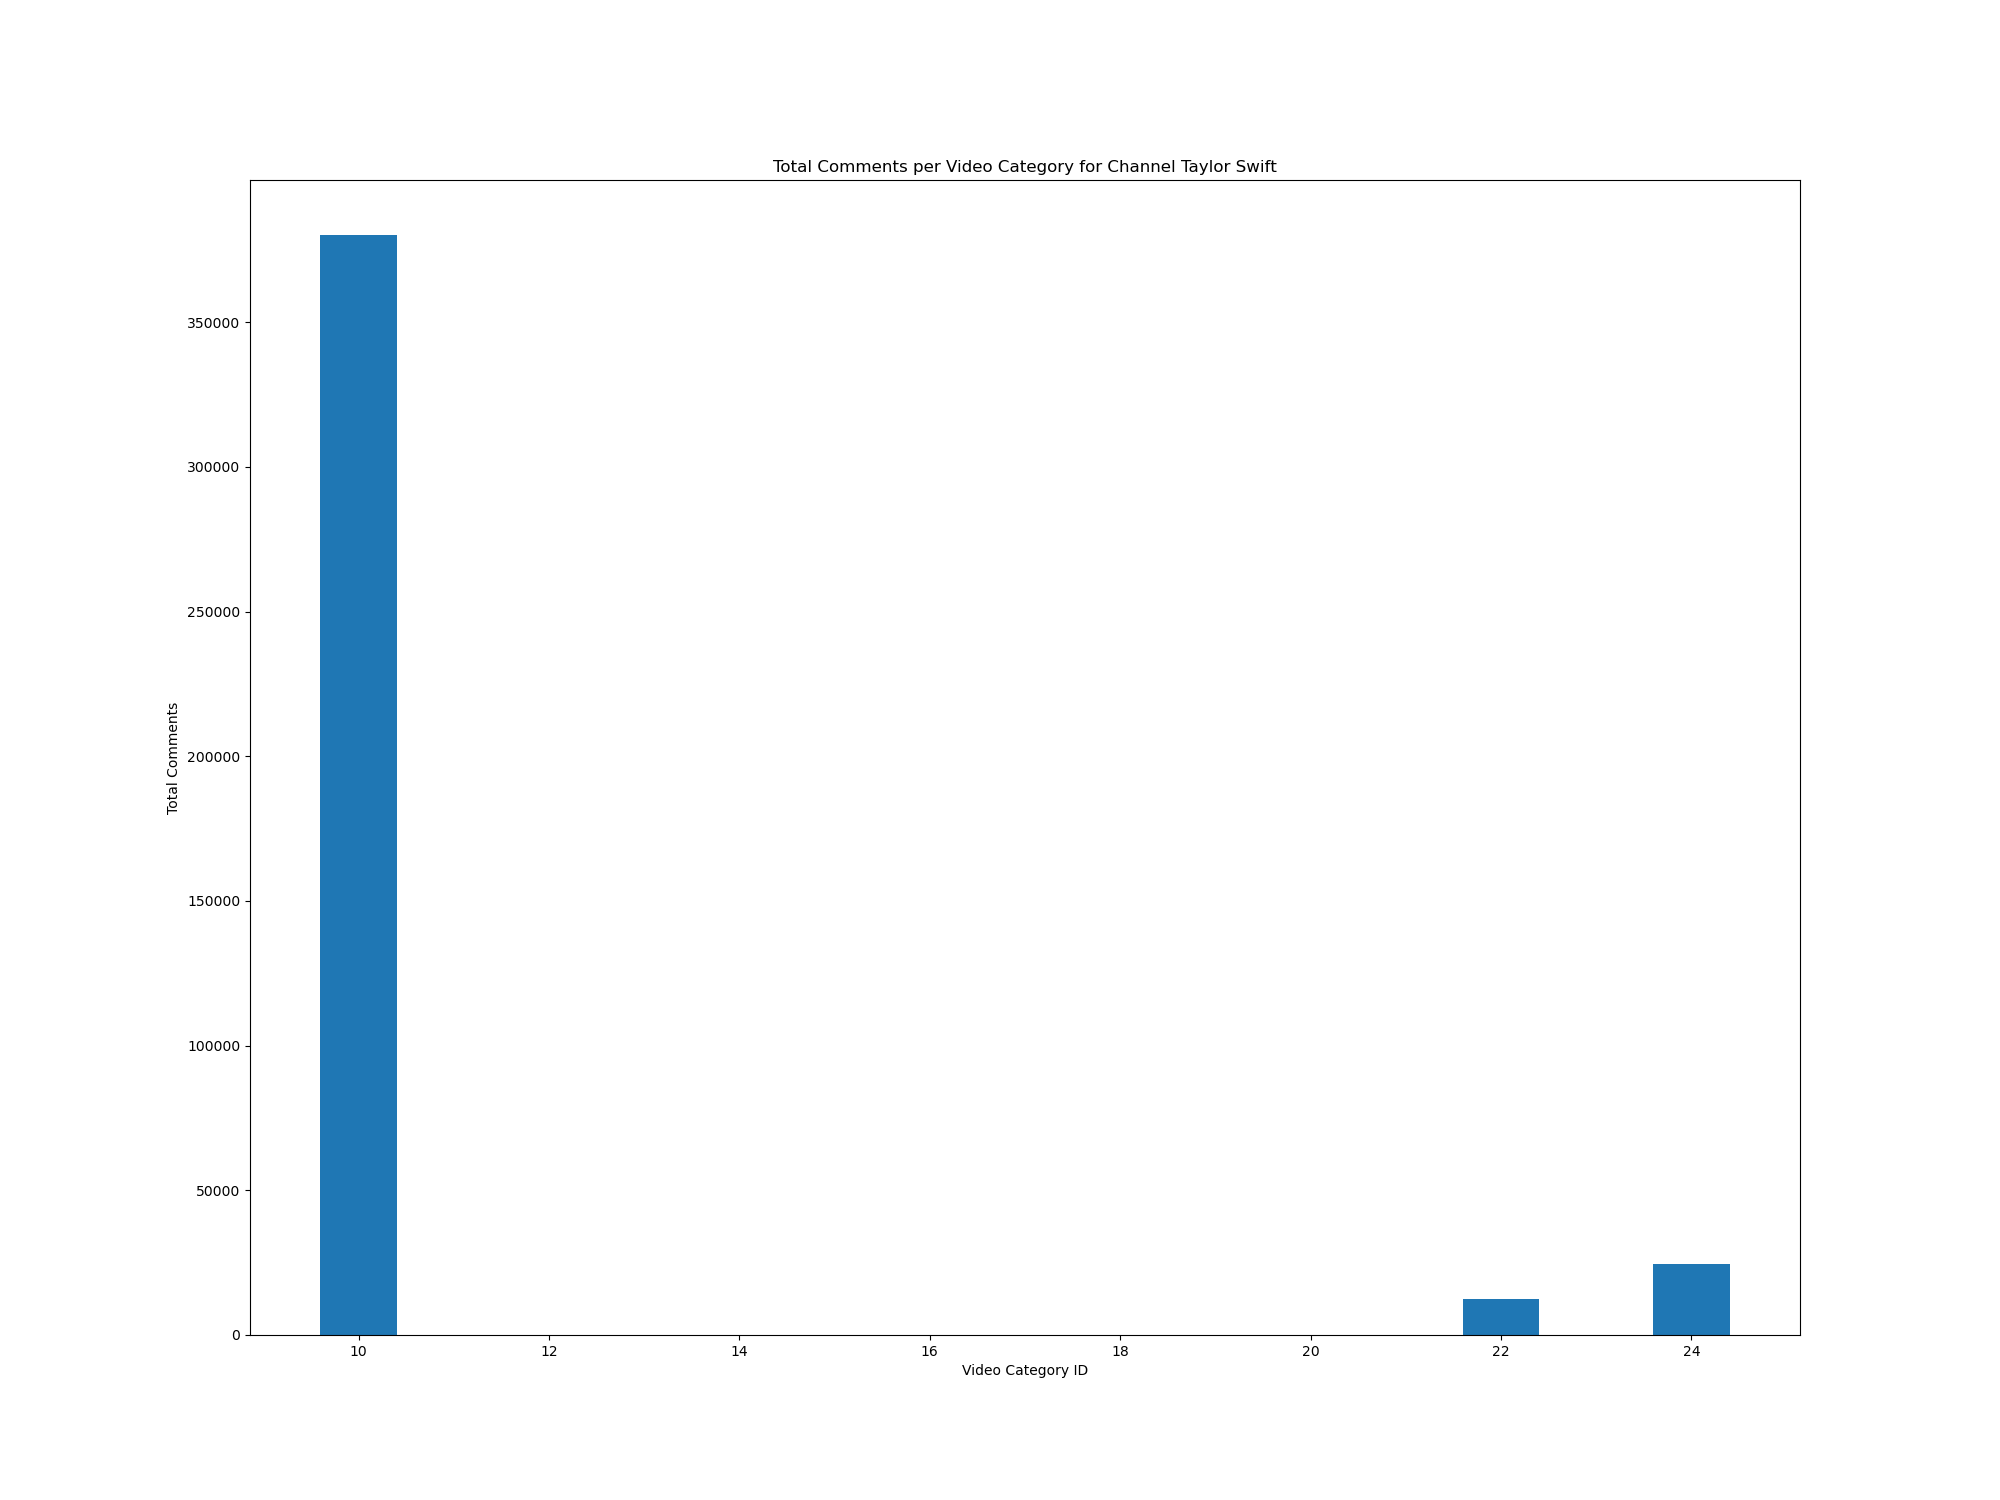 Total Comments per Video Category for Channel Taylor Swift
350000
300000
250000
200000
150000
100000
50000
0
Total Comments
10 12 14 16 18 20 22 24
Video Category ID